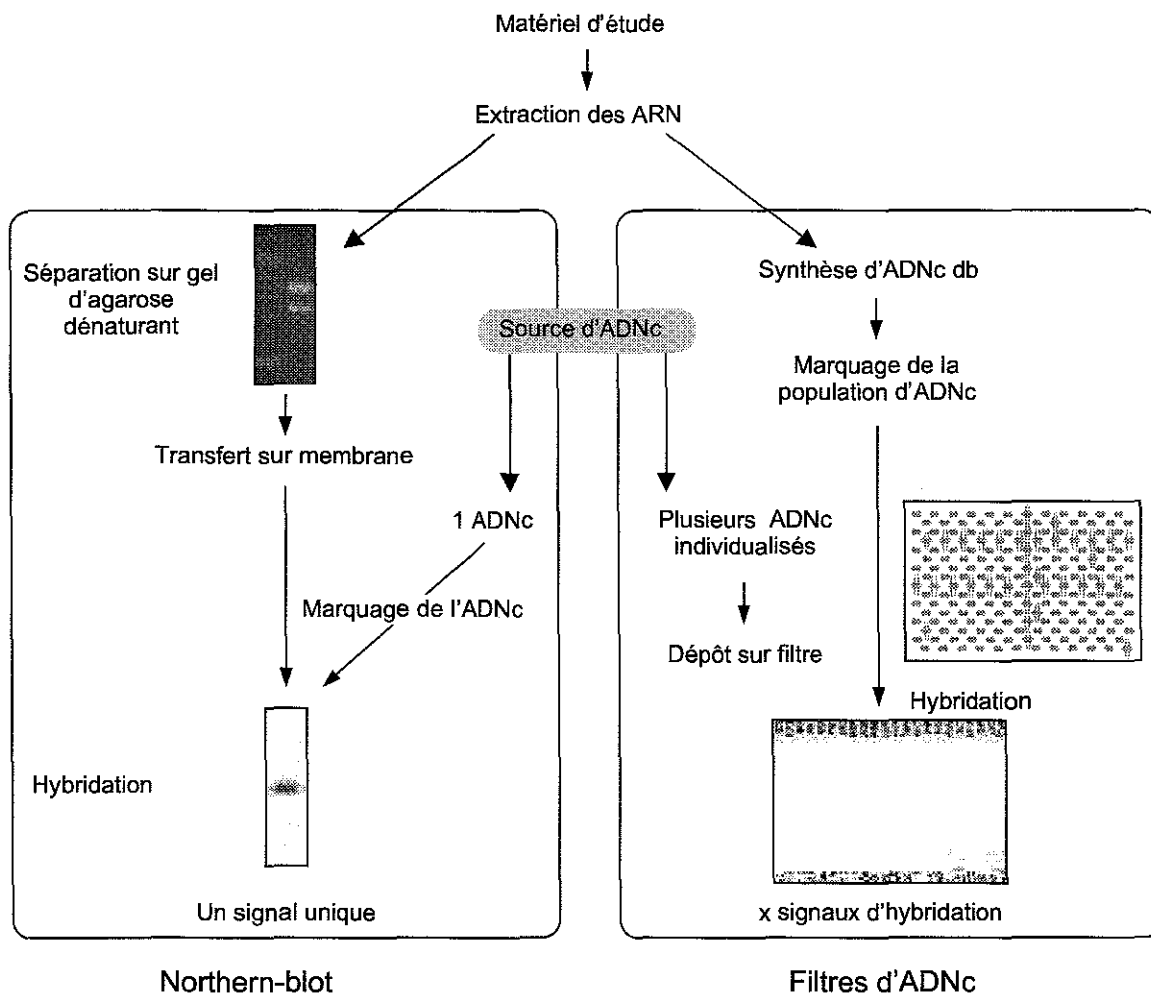 Matériel d'étude
Extraction des ARN
Séparation sur gel
d'agarose
dénaturant
Transfert sur membrane
Source d'ADNc
1 ADNc
Marquage de l'ADNc
Hybridation
Un signal unique
Northern-blot
Synthèse d'ADNc db
Marquage de la
population d'ADNc
Plusieurs ADNc
individualisés
Dépôt sur filtre
Hybridation
x signaux d'hybridation
Filtres d'ADNc